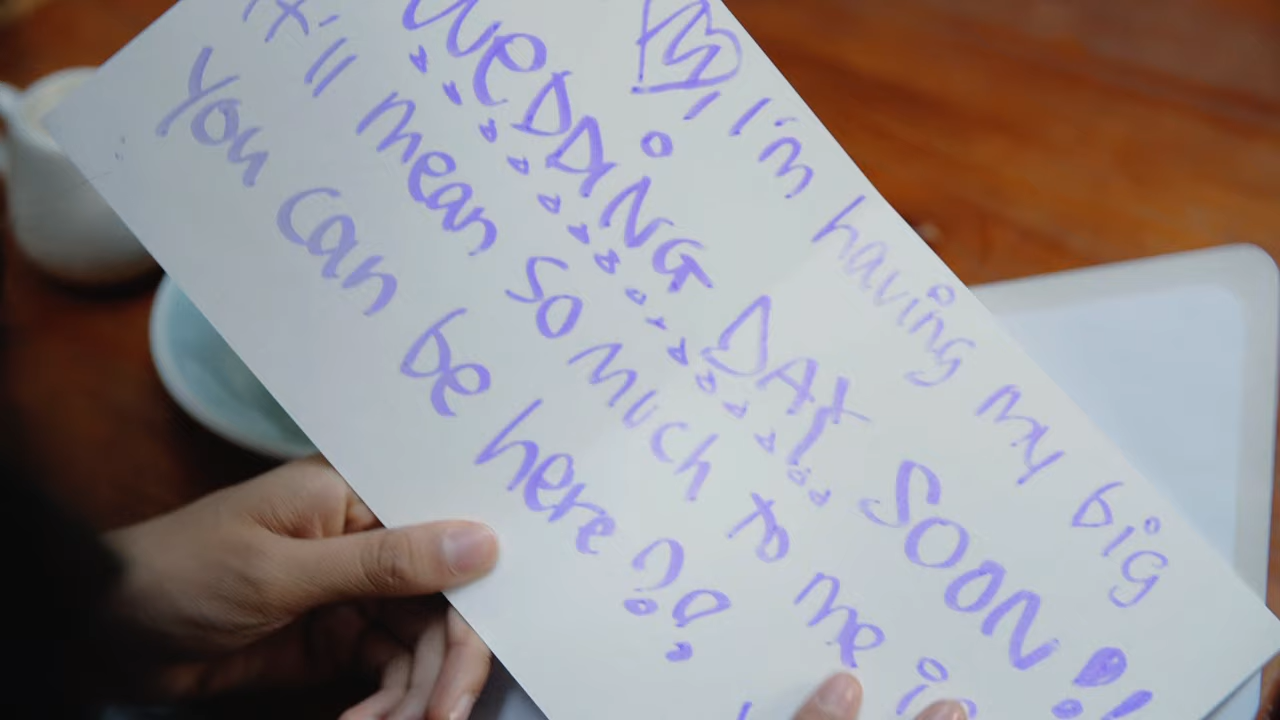 I'm having my big
WEDDING DAY SOON!!
it'll mean so much to me if
You can be here??